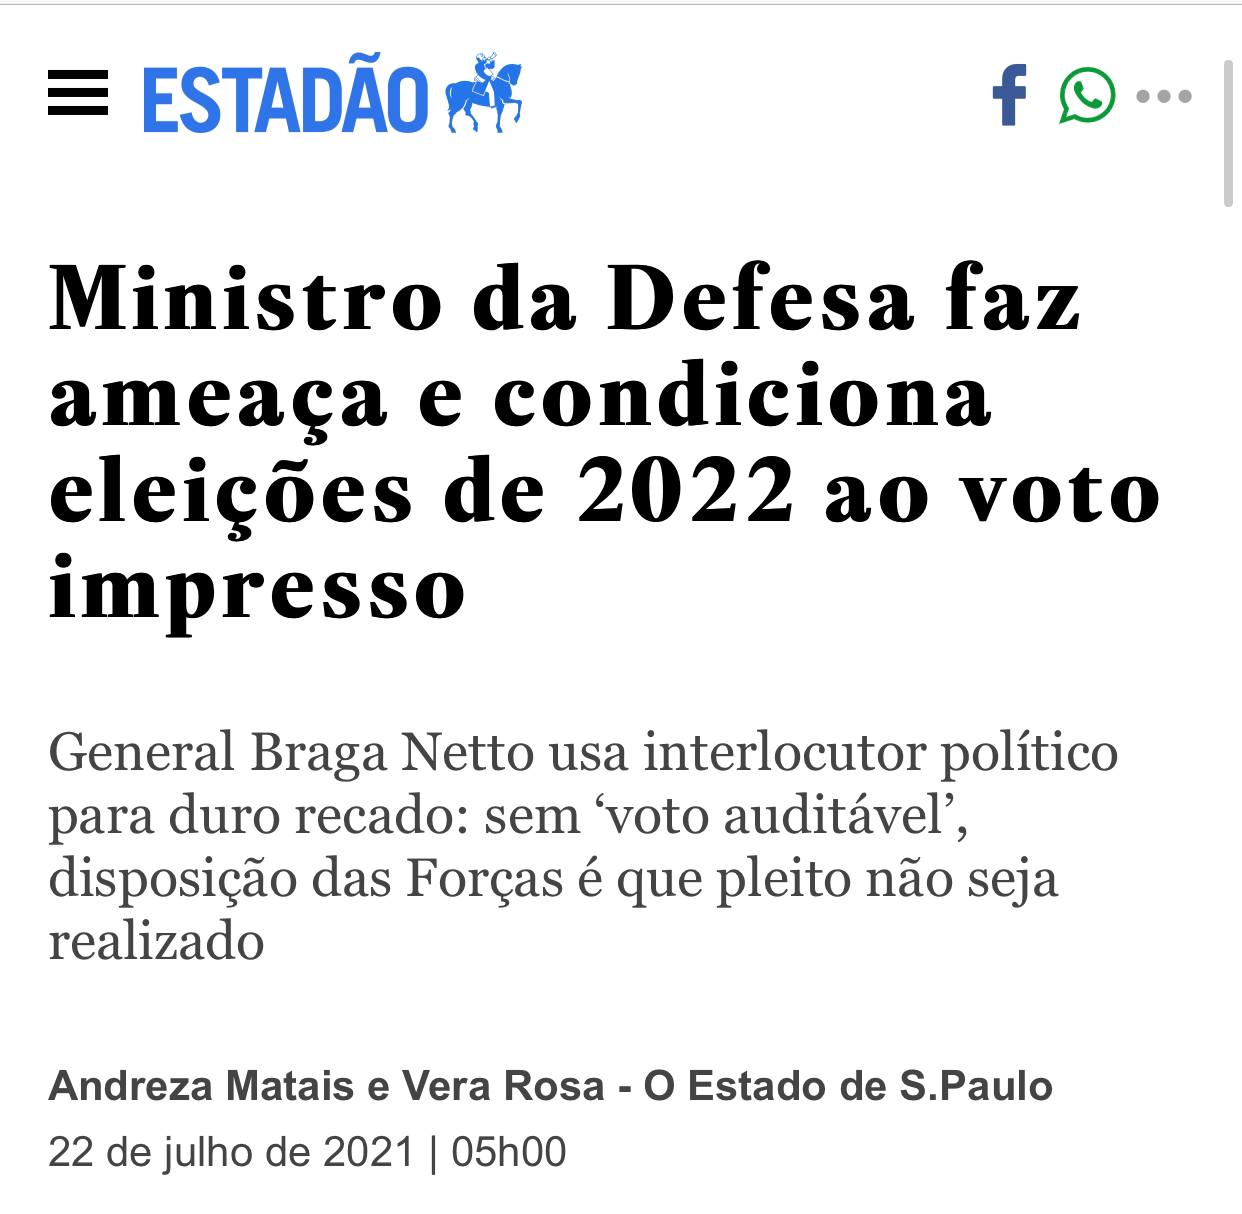 ESTADÃO
Ministro da Defesa faz
ameaça e condiciona
eleições de 2022 ao voto
impresso
General Braga Netto usa interlocutor político
para duro recado: sem ‘voto auditável’,
disposição das Forças é que pleito não seja
realizado
Andreza Matais e Vera Rosa - O Estado de S.Paulo
22 de julho de 2021 | 05h00